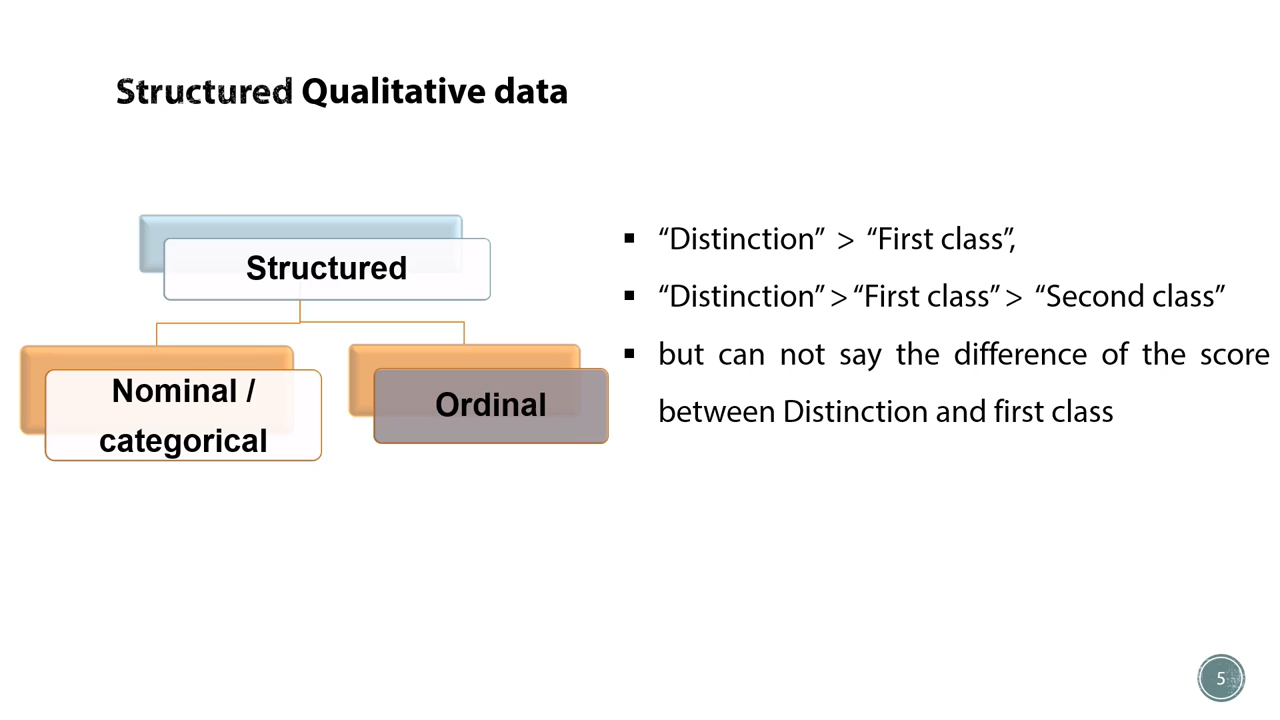 Structured Qualitative data
Structured
Nominal /
categorical
Ordinal
▪ “Distinction” > “First class”,
▪ “Distinction” > “First class” > “Second class”
▪ but can not say the difference of the score
between Distinction and first class
5